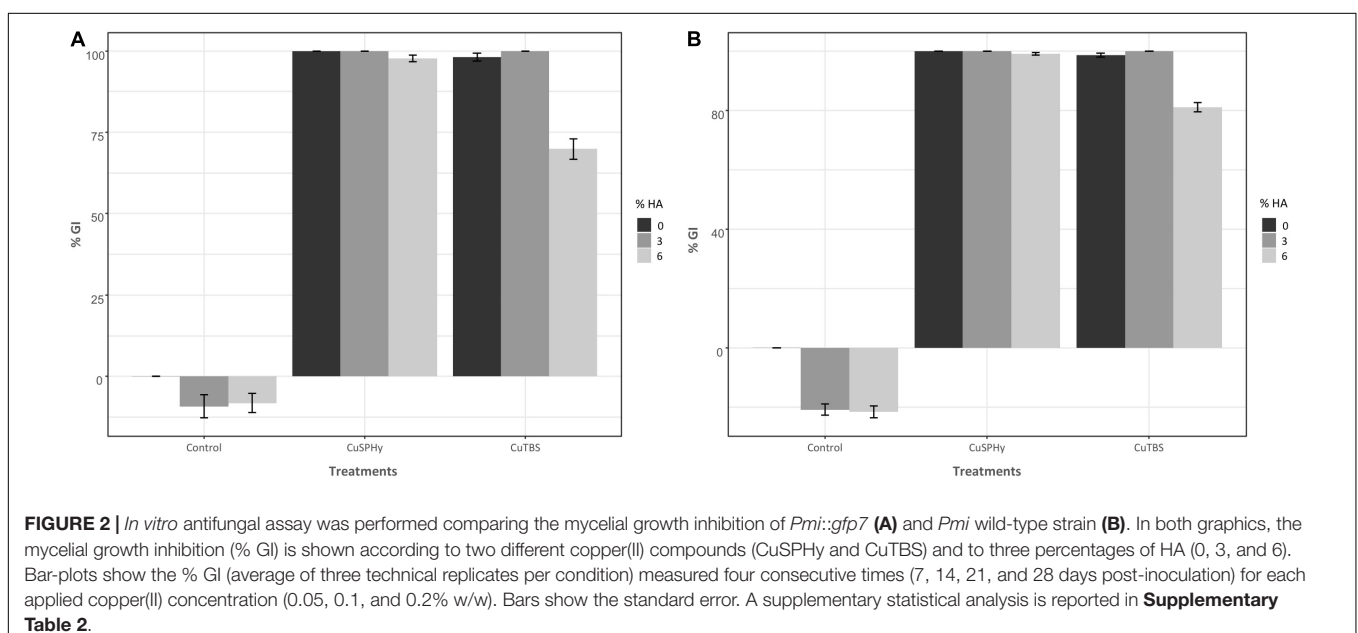 A
100
75
50
25
0
% GI
Control
CuSPHy
CuTBS
Treatments
% HA
0
3
6
B
80
40
0
% GI
Control
CuSPHy
CuTBS
Treatments
% HA
0
3
6
FIGURE 2 | In vitro antifungal assay was performed comparing the mycelial growth inhibition of Pmi::gfp7 (A) and Pmi wild-type strain (B). In both graphics, the
mycelial growth inhibition (% GI) is shown according to two different copper(II) compounds (CuSPHy and CuTBS) and to three percentages of HA (0, 3, and 6).
Bar-plots show the % GI (average of three technical replicates per condition) measured four consecutive times (7, 14, 21, and 28 days post-inoculation) for each
applied copper(II) concentration (0.05, 0.1, and 0.2% w/w). Bars show the standard error. A supplementary statistical analysis is reported in Supplementary
Table 2.